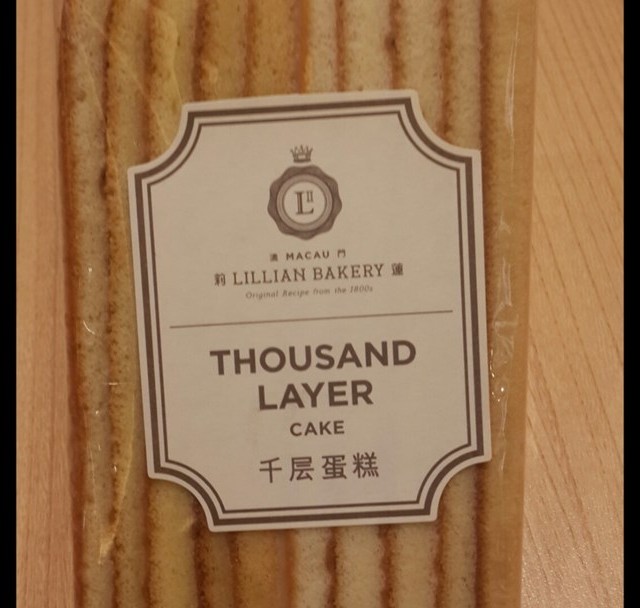 LII
澳 MACAU 門
莉 LILLIAN BAKERY 蓮
Original Recipe from the 1800s
THOUSAND
LAYER
CAKE
千层蛋糕